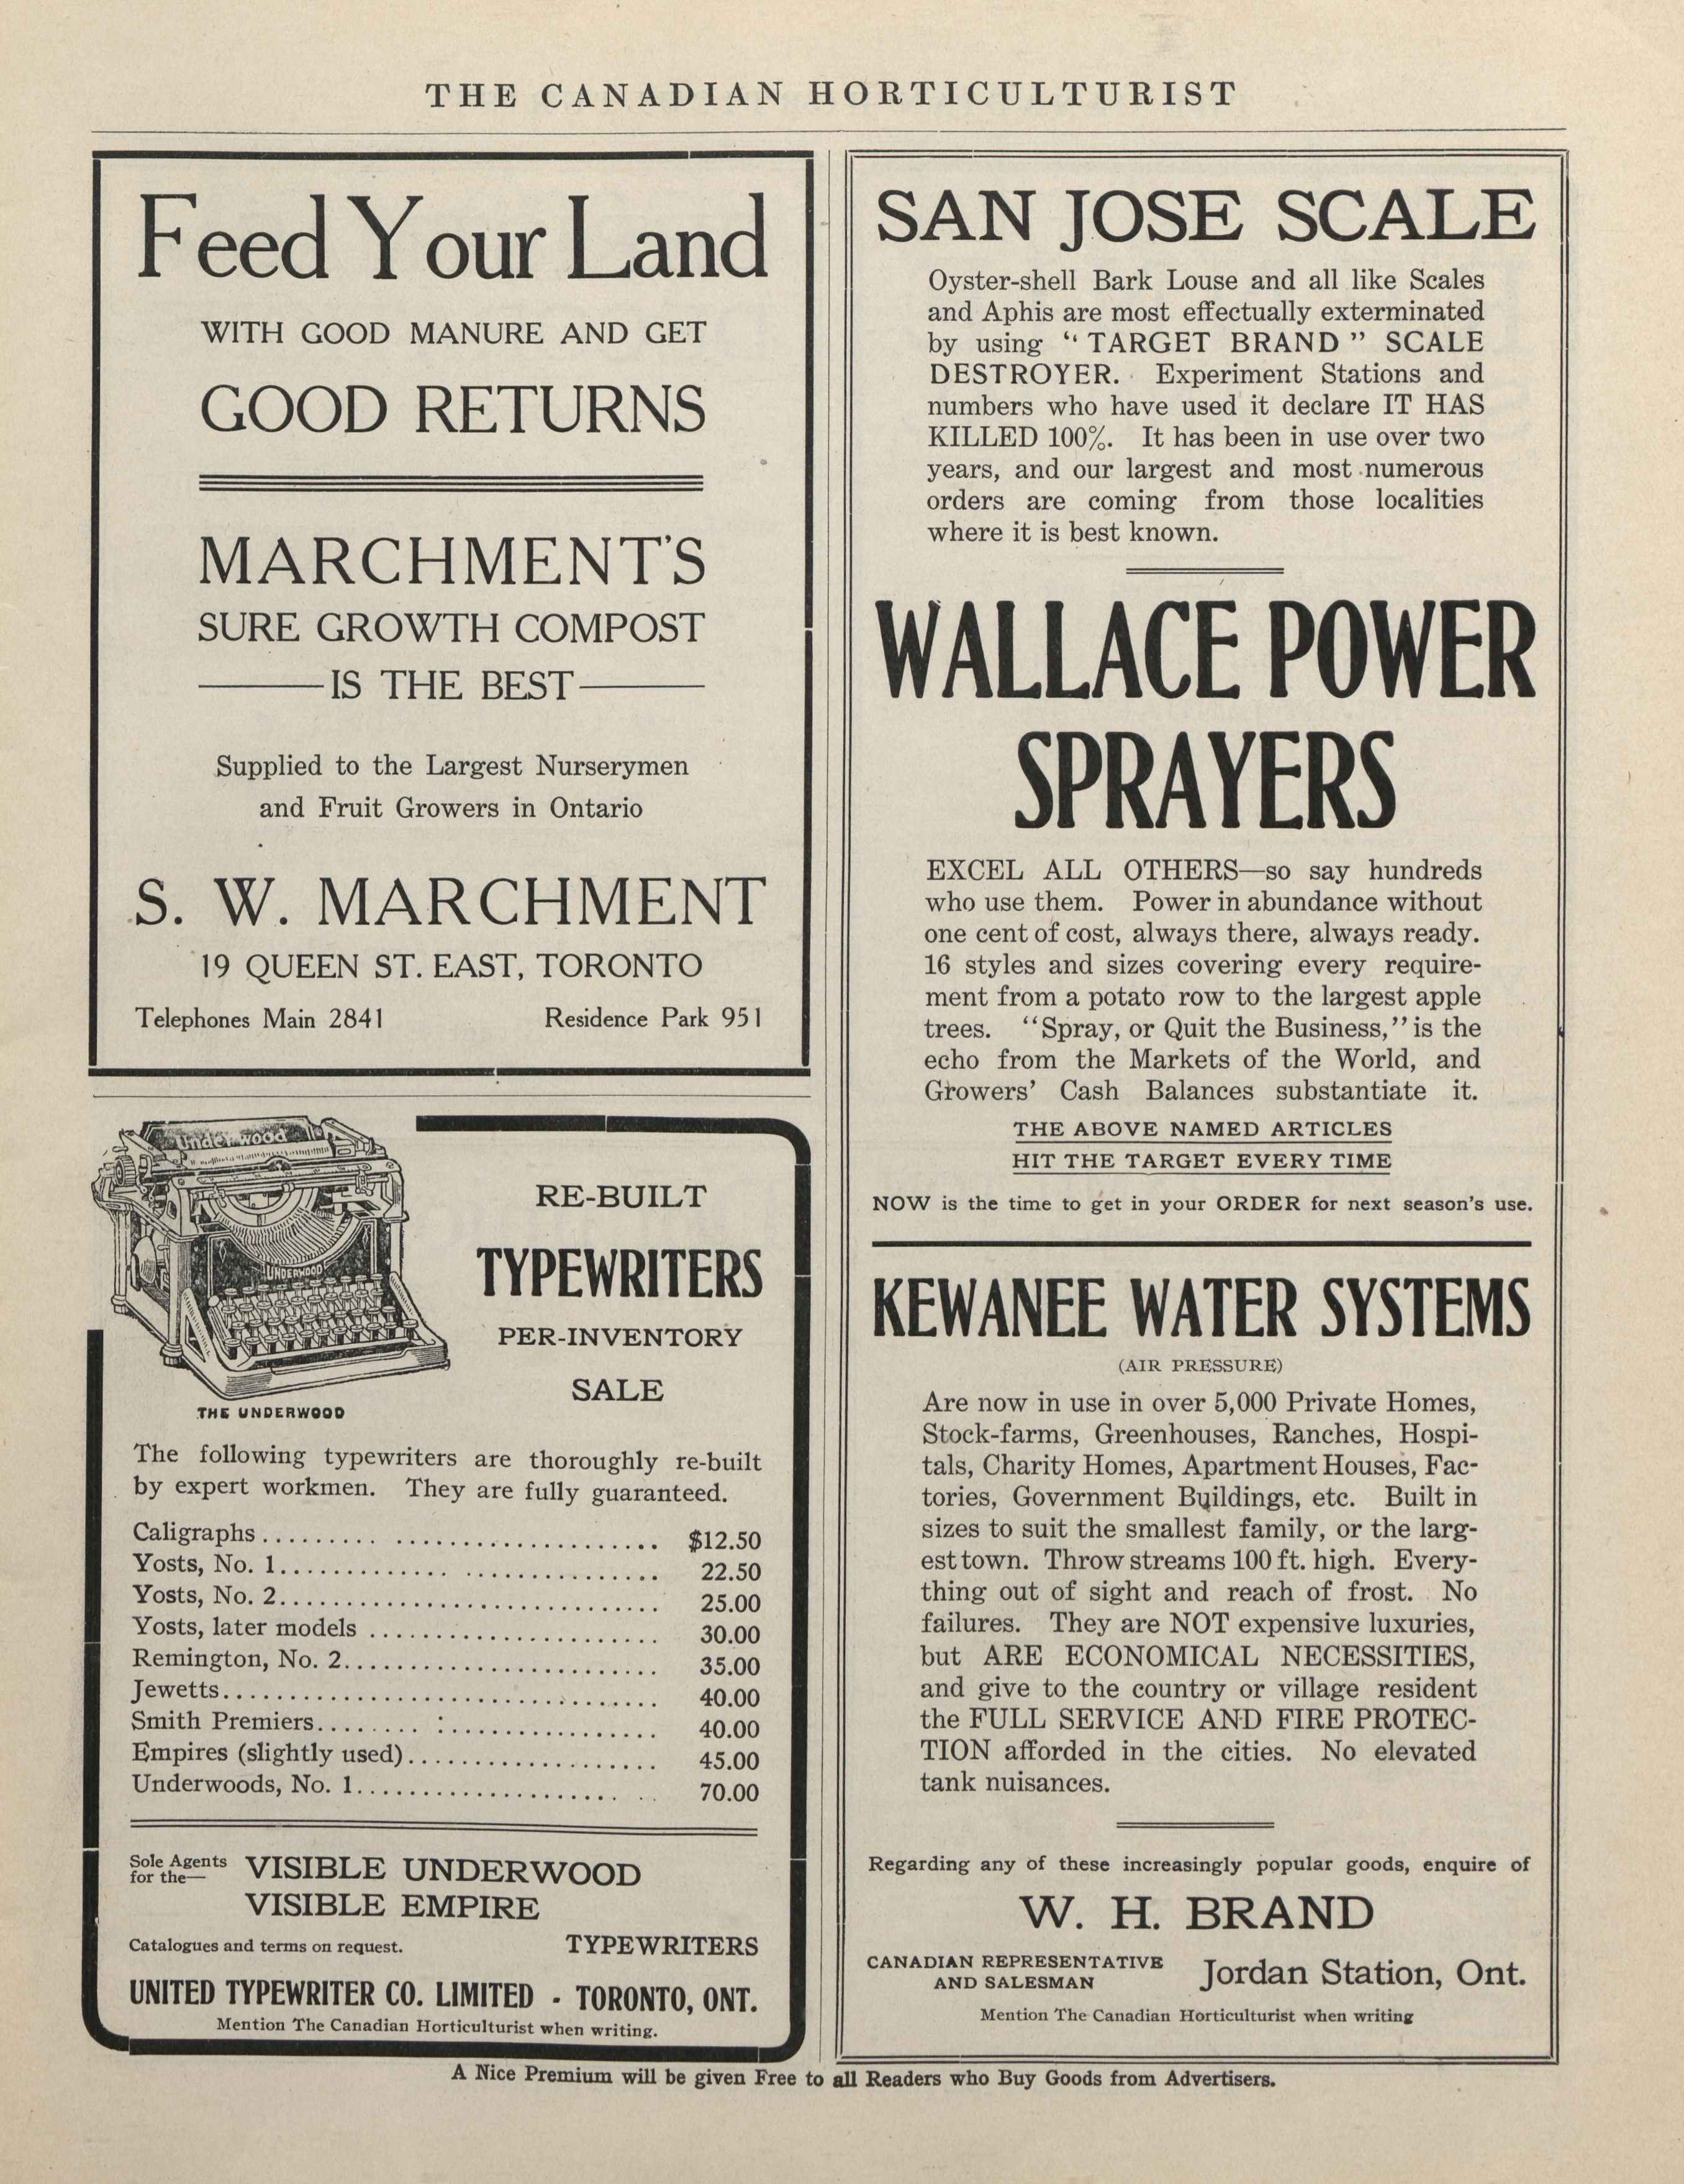 THE CANADIAN HORTICULTURIST
Feed Your Land
WITH GOOD MANURE AND GET
GOOD RETURNS
MARCHMENT'S
SURE GROWTH COMPOST
IS THE BEST
Supplied to the Largest Nurserymen
and Fruit Growers in Ontario
S. W. MARCHMENT
19 QUEEN ST. EAST, TORONTO
Telephones Main 2841 Residence Park 951
Underwood
UNDERWOOD
THE UNDERWOOD
RE-BUILT
TYPEWRITERS
PER-INVENTORY
SALE
The following typewriters are thoroughly re-built
by expert workmen. They are fully guaranteed.
Caligraphs ......... .................... $12.50
Yosts, No. 1............. ............... 22.50
Yosts, No. 2............................. 25.00
Yosts, later models ...................... 30.00
Remington, No. 2........................ 35.00
Jewetts................................. 40.00
Smith Premiers........ : ................ 40.00
Empires (slightly used)................... 45.00
Underwoods, No. 1.................... .. 70.00
Sole Agents
for the—
VISIBLE UNDERWOOD
VISIBLE EMPIRE
Catalogues and terms on request. TYPEWRITERS
UNITED TYPEWRITER CO. LIMITED - TORONTO, ONT.
Mention The Canadian Horticulturist when writing.
SAN JOSE SCALE
Oyster-shell Bark Louse and all like Scales
and Aphis are most effectually exterminated
by using “TARGET BRAND” SCALE
DESTROYER. Experiment Stations and
numbers who have used it declare IT HAS
KILLED 100%. It has been in use over two
years, and our largest and most numerous
orders are coming from those localities
where it is best known.
WALLACE POWER
SPRAYERS
EXCEL ALL OTHERS—so say hundreds
who use them. Power in abundance without
one cent of cost, always there, always ready.
16 styles and sizes covering every require-
ment from a potato row to the largest apple
trees. “Spray, or Quit the Business,” is the
echo from the Markets of the World, and
Growers’ Cash Balances substantiate it.
THE ABOVE NAMED ARTICLES
HIT THE TARGET EVERY TIME
NOW is the time to get in your ORDER for next season's use.
KEWANEE WATER SYSTEMS
(AIR PRESSURE)
Are now in use in over 5,000 Private Homes,
Stock-farms, Greenhouses, Ranches, Hospi-
tals, Charity Homes, Apartment Houses, Fac-
tories, Government Buildings, etc. Built in
sizes to suit the smallest family, or the larg-
est town. Throw streams 100 ft. high. Every-
thing out of sight and reach of frost. No
failures. They are NOT expensive luxuries,
but ARE ECONOMICAL NECESSITIES,
and give to the country or village resident
the FULL SERVICE AND FIRE PROTEC-
TION afforded in the cities. No elevated
tank nuisances.
Regarding any of these increasingly popular goods, enquire of
W. H. BRAND
CANADIAN REPRESENTATIVE
AND SALESMAN
Jordan Station, Ont.
Mention The Canadian Horticulturist when writing
A Nice Premium will be given Free to all Readers who Buy Goods from Advertisers.